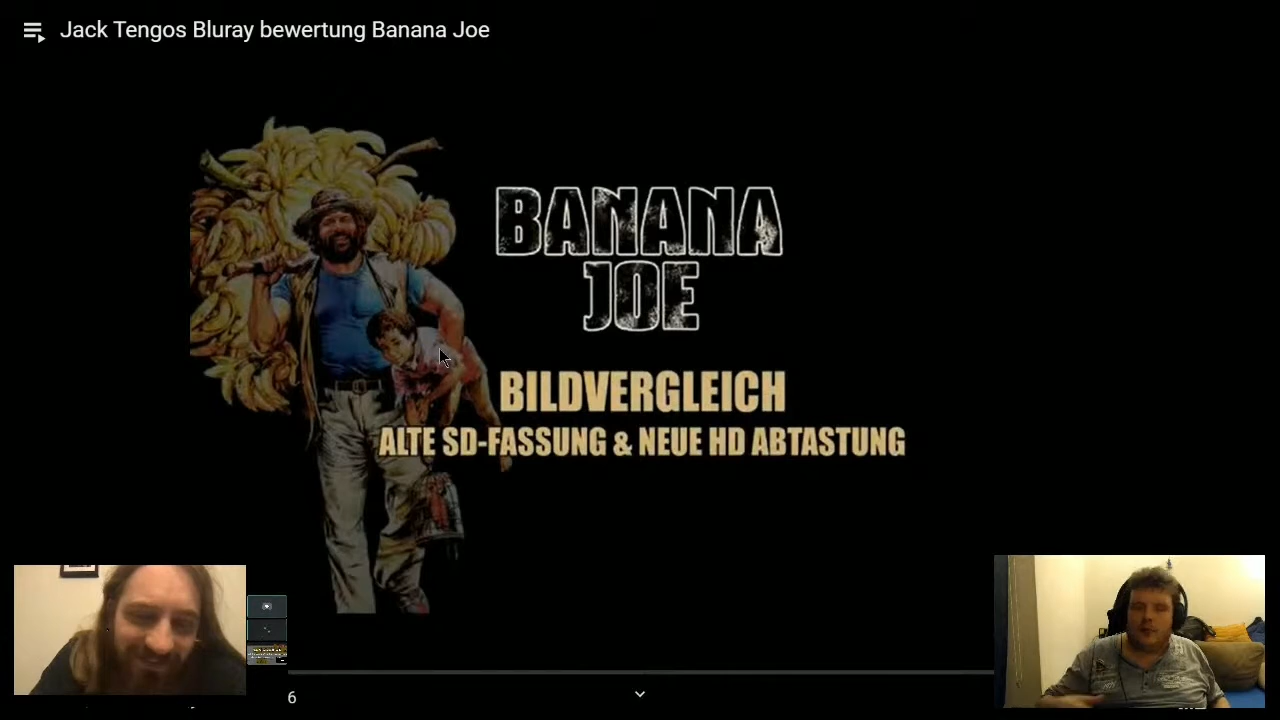 Jack Tengos Bluray bewertung Banana Joe
BANANA
JOE
BILDVERGLEICH
ALTE SD-FASSUNG & NEUE HD ABTASTUNG
6